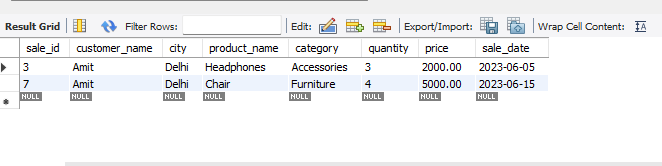 Result Grid Filter Rows: Edit: Export/Import: Wrap Cell Content: IA
sale_id customer_name city product_name category quantity price sale_date
3 Amit Delhi Headphones Accessories 3 2000.00 2023-06-05
7 Amit Delhi Chair Furniture 4 5000.00 2023-06-15
NULL NULL NULL NULL NULL NULL NULL NULL